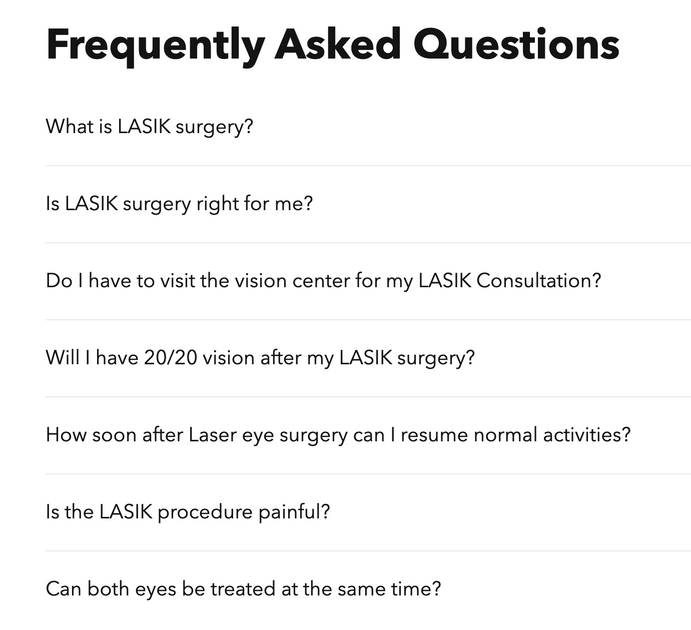 Frequently Asked Questions
What is LASIK surgery?
Is LASIK surgery right for me?
Do I have to visit the vision center for my LASIK Consultation?
Will I have 20/20 vision after my LASIK surgery?
How soon after Laser eye surgery can I resume normal activities?
Is the LASIK procedure painful?
Can both eyes be treated at the same time?